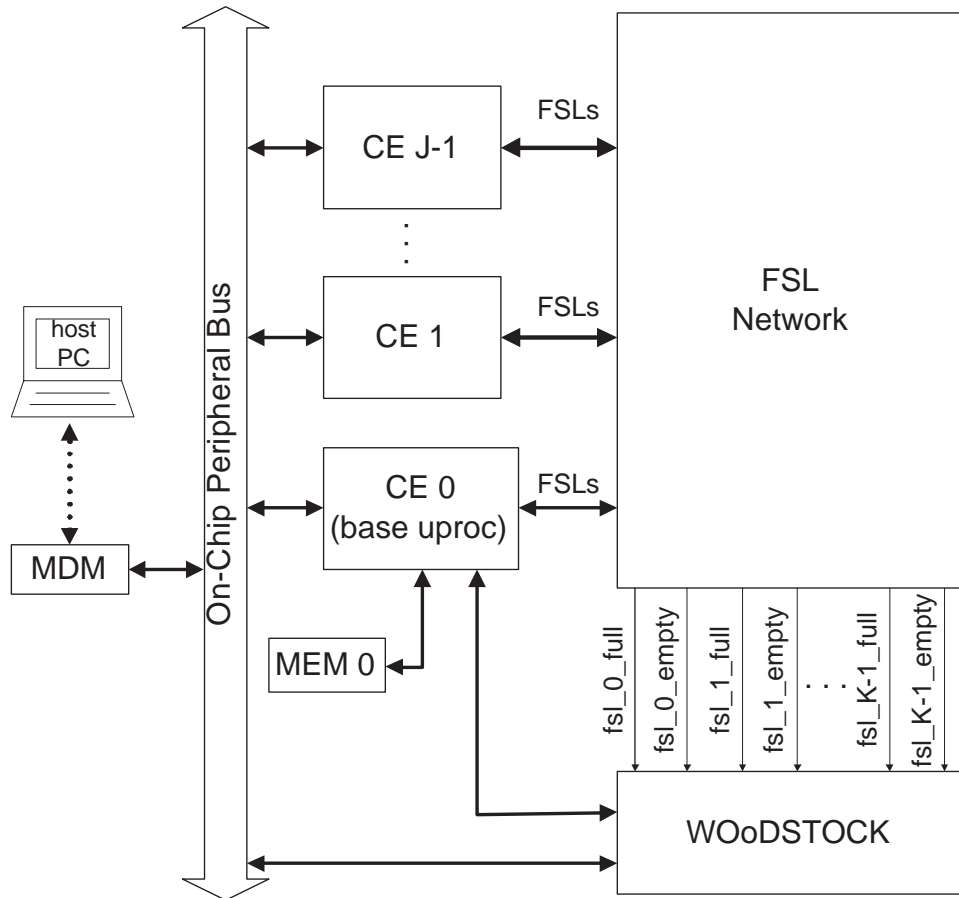 FSLs
CE J-1
FSL
Network
FSLs
CE 1
host
PC
On-Chip Peripheral Bus
CE 0
(base uproc)
FSLs
MDM
MEM 0
fsl_0_full
fsl_0_empty
fsl_1_full
fsl_1_empty
. . .
fsl_K-1_full
fsl_K-1_empty
WOoDSTOCK